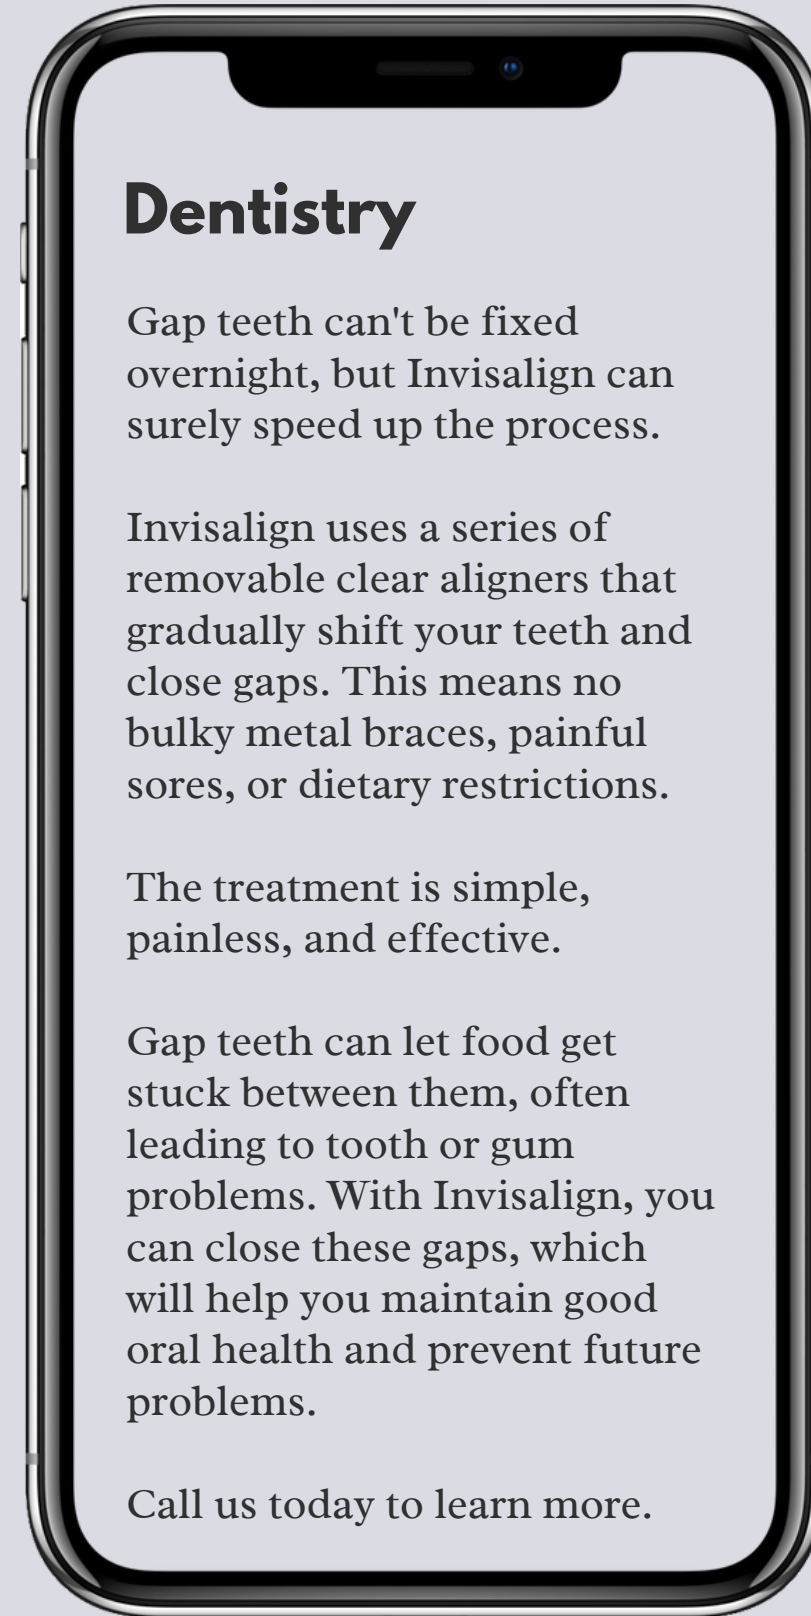 Dentistry
Gap teeth can't be fixed
overnight, but Invisalign can
surely speed up the process.
Invisalign uses a series of
removable clear aligners that
gradually shift your teeth and
close gaps. This means no
bulky metal braces, painful
sores, or dietary restrictions.
The treatment is simple,
painless, and effective.
Gap teeth can let food get
stuck between them, often
leading to tooth or gum
problems. With Invisalign, you
can close these gaps, which
will help you maintain good
oral health and prevent future
problems.
Call us today to learn more.